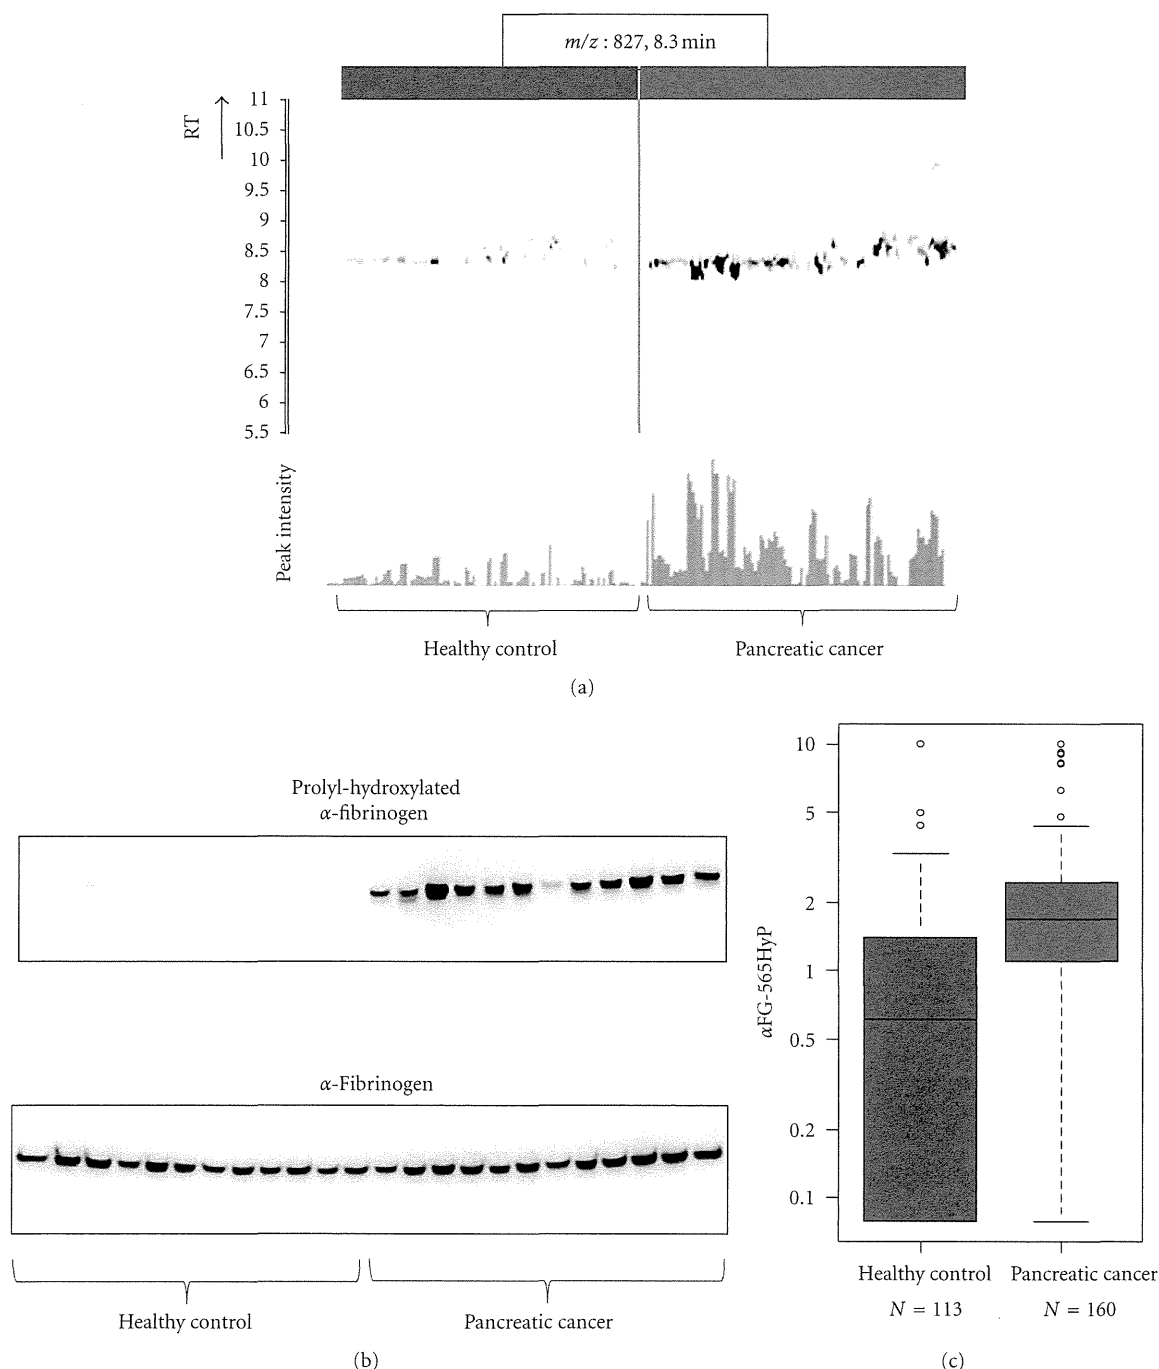 m/z : 827, 8.3 min
RT
11
10.5
10
9.5
9
8.5
8
7.5
7
6.5
6
5.5
Peak intensity
Healthy control
Pancreatic cancer
(a)
Prolyl-hydroxylated
α-fibrinogen
α-Fibrinogen
Healthy control
Pancreatic cancer
(b)
αFG-565HyP
10
5
2
1
0.5
0.2
0.1
Healthy control
Pancreatic cancer
N = 113
N = 160
(c)